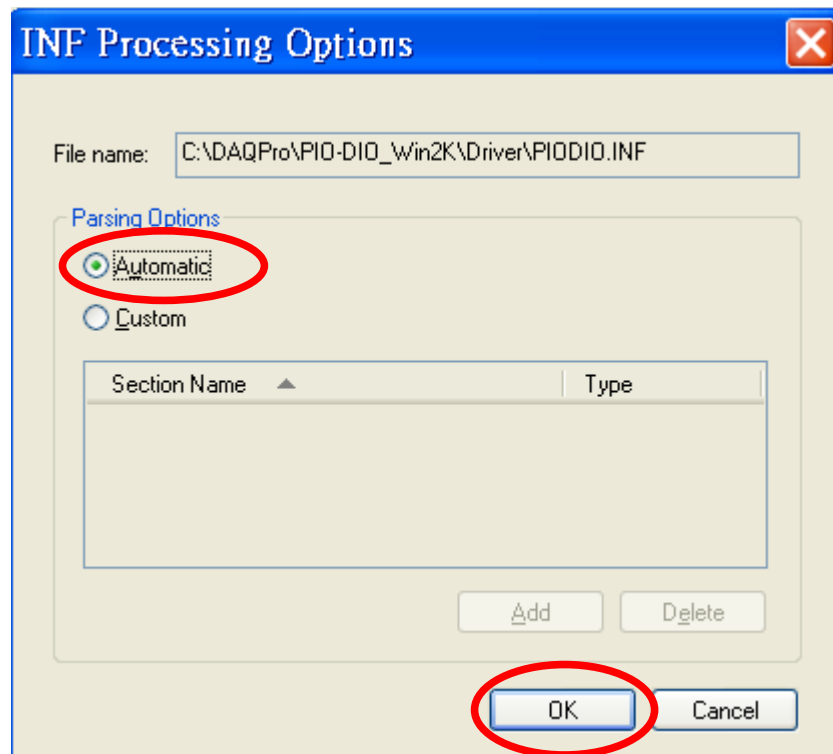 INF Processing Options
File name: C:\DAQPro\PIO-DIO_Win2K\Driver\PIODIO.INF
Parsing Options
Automatic
Custom
Section Name Type
Add Delete
OK Cancel